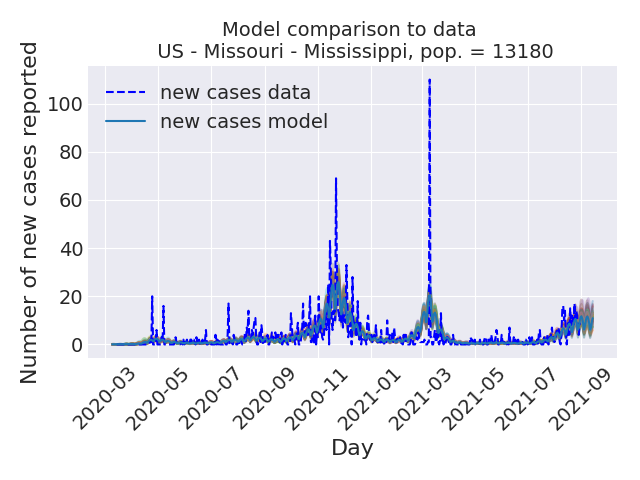 Model comparison to data
US - Missouri - Mississippi, pop. = 13180
Number of new cases reported
100
80
60
40
20
0
new cases data
new cases model
2020-03
2020-05
2020-07
2020-09
2020-11
2021-01
2021-03
2021-05
2021-07
2021-09
Day